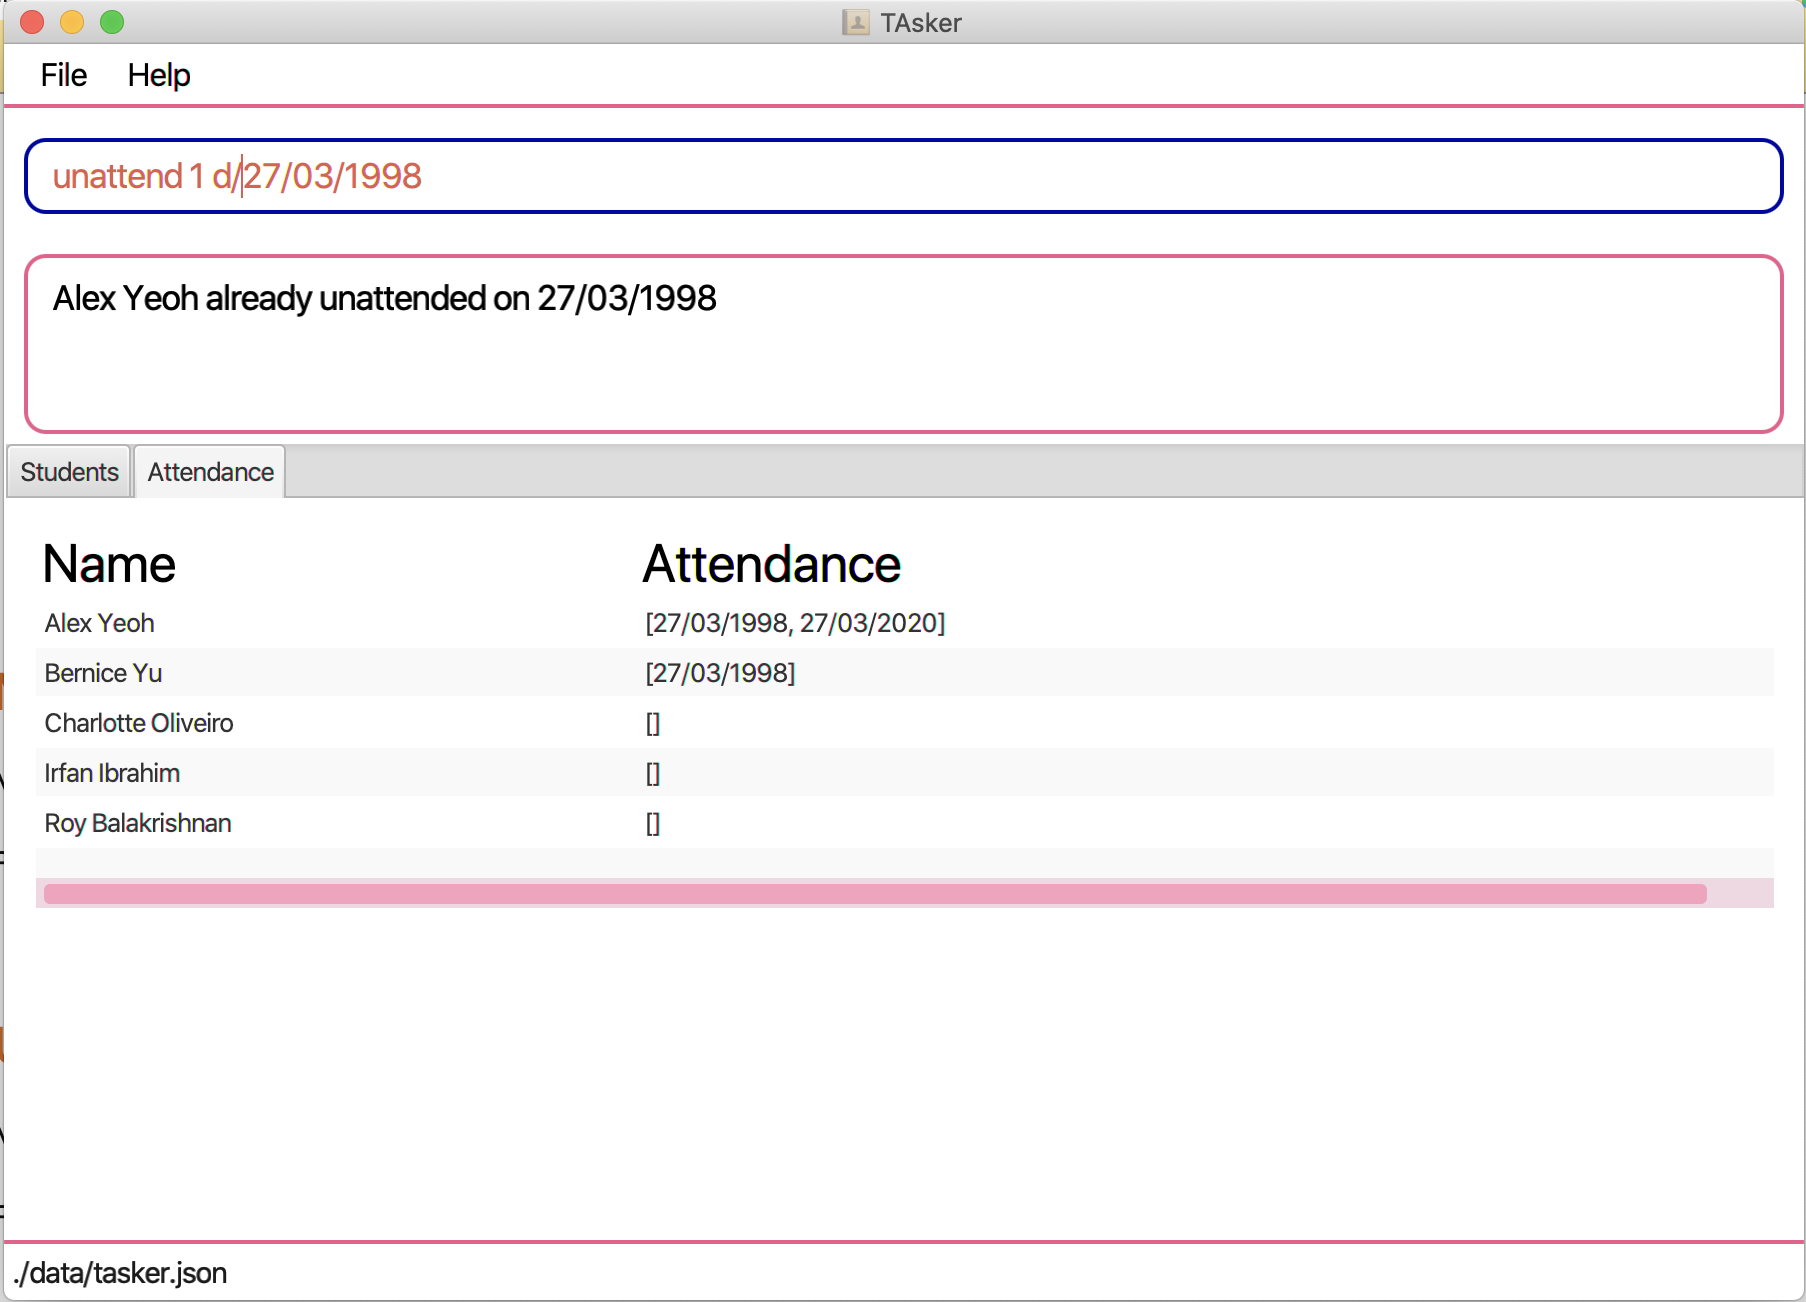 TAsker
File Help
unattend 1 d/27/03/1998
Alex Yeoh already unattended on 27/03/1998
Students Attendance
Name Attendance
Alex Yeoh [27/03/1998, 27/03/2020]
Bernice Yu [27/03/1998]
Charlotte Oliveiro []
Irfan Ibrahim []
Roy Balakrishnan []
./data/tasker.json